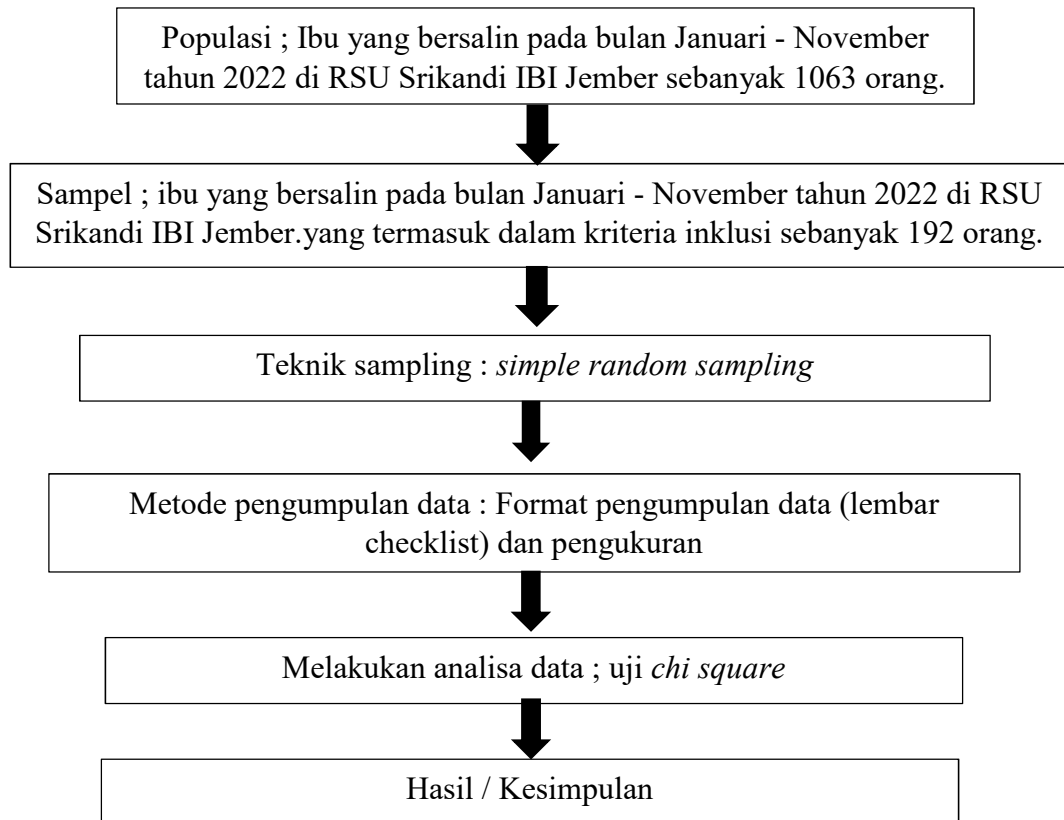 Populasi ; Ibu yang bersalin pada bulan Januari - November
tahun 2022 di RSU Srikandi IBI Jember sebanyak 1063 orang.
Sampel ; ibu yang bersalin pada bulan Januari - November tahun 2022 di RSU
Srikandi IBI Jember.yang termasuk dalam kriteria inklusi sebanyak 192 orang.
Teknik sampling : simple random sampling
Metode pengumpulan data : Format pengumpulan data (lembar
checklist) dan pengukuran
Melakukan analisa data ; uji chi square
Hasil / Kesimpulan